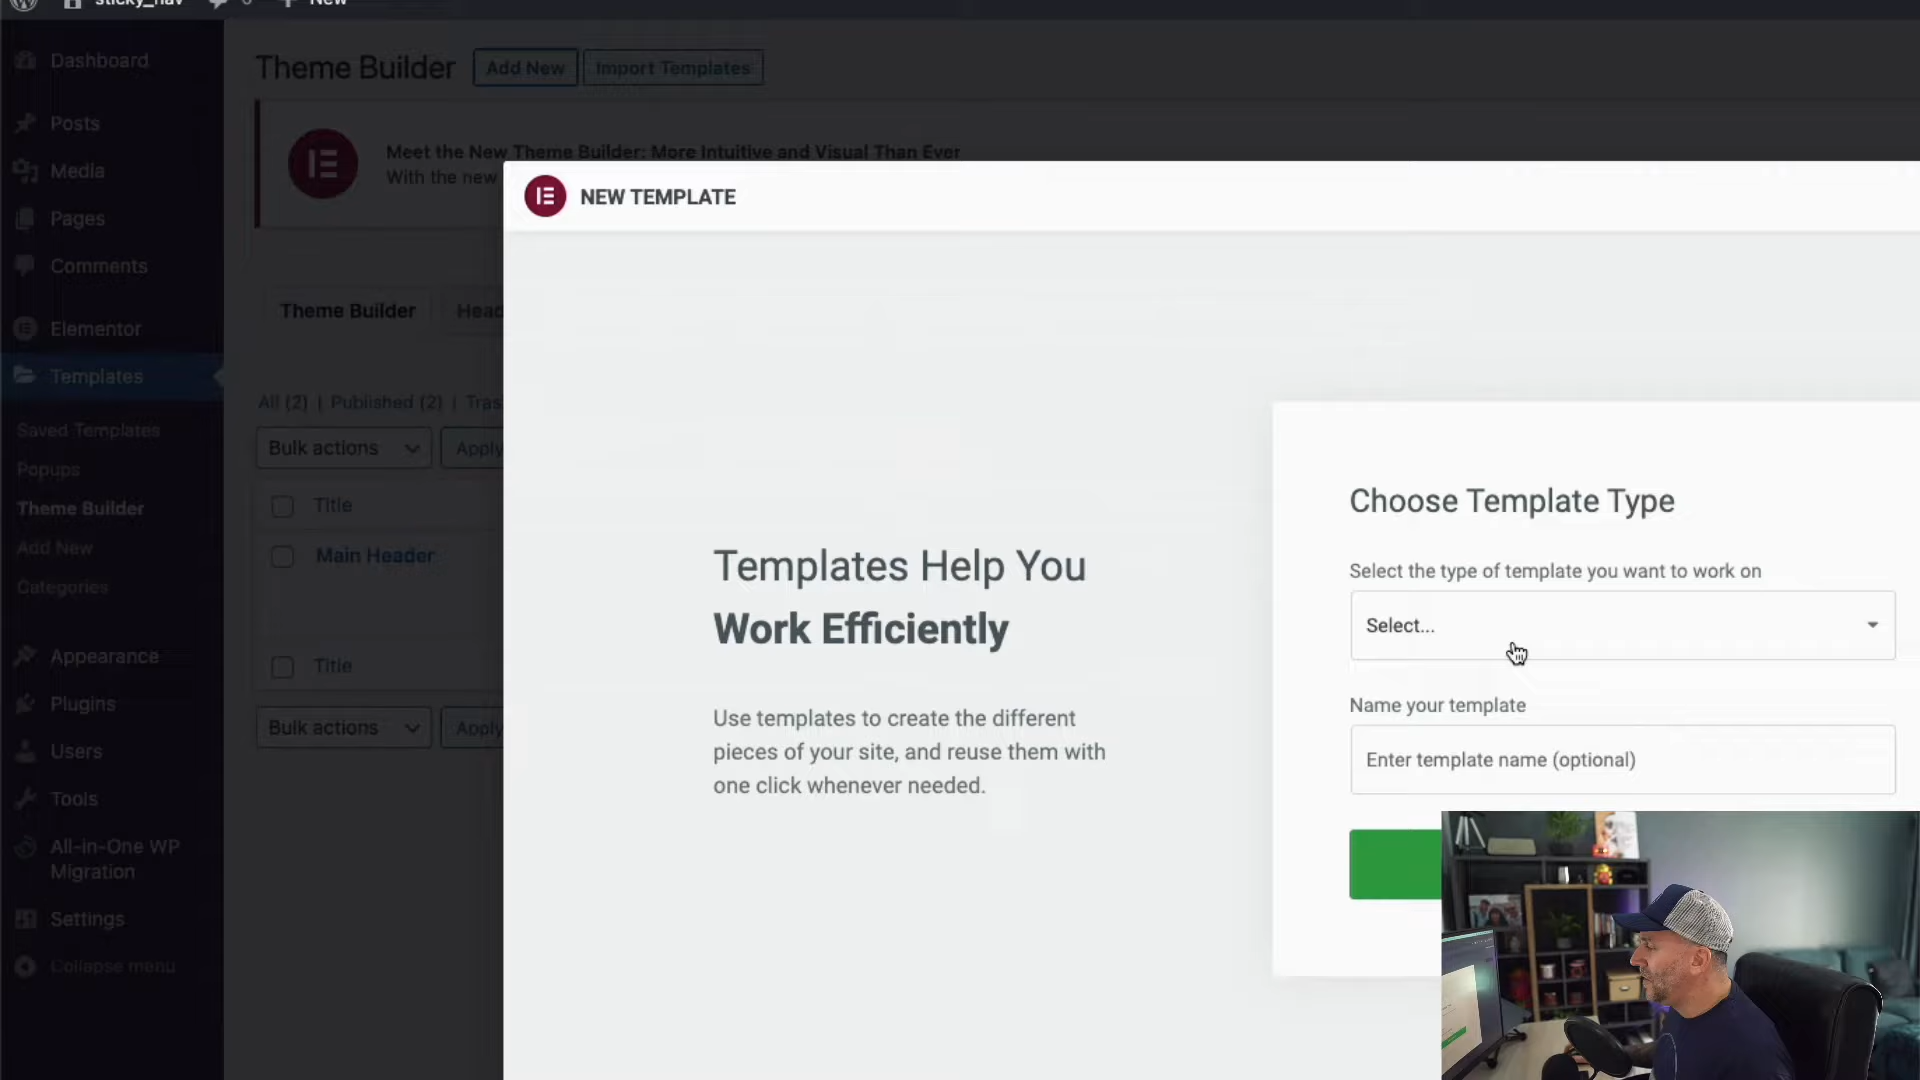 sticky_nav 0 New
Dashboard
Posts
Media
Pages
Comments
Elementor
Templates
Saved Templates
Popups
Theme Builder
Add New
Categories
Appearance
Plugins
Users
Tools
All-in-One WP
Migration
Settings
Collapse menu
Theme Builder Add New Import Templates
Meet the New Theme Builder: More Intuitive and Visual Than Ever
With the new
Theme Builder Head
All (2) | Published (2) | Tras
Bulk actions Apply
Title
Main Header
Title
Bulk actions Apply
NEW TEMPLATE
Templates Help You
Work Efficiently
Use templates to create the different
pieces of your site, and reuse them with
one click whenever needed.
Choose Template Type
Select the type of template you want to work on
Select...
Name your template
Enter template name (optional)